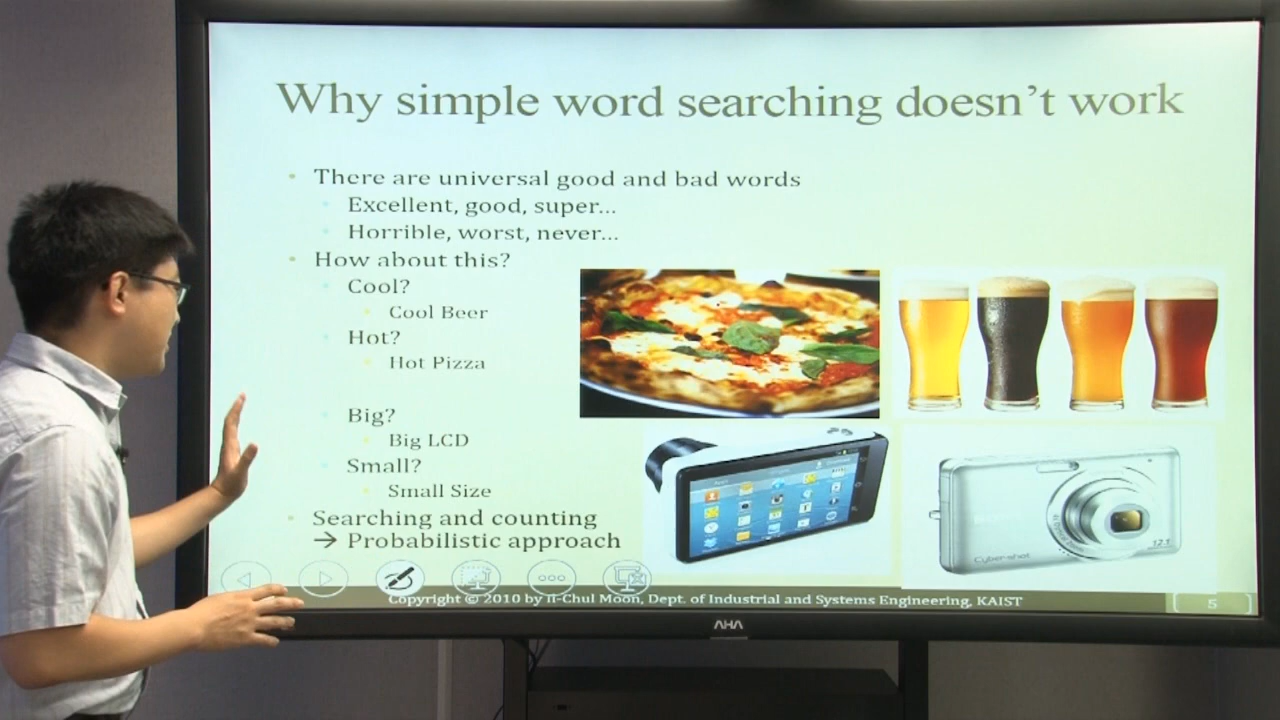 Why simple word searching doesn't work
• There are universal good and bad words
• Excellent, good, super...
• Horrible, worst, never...
• How about this?
• Cool?
• Cool Beer
• Hot?
• Hot Pizza
• Big?
• Big LCD
• Small?
• Small Size
• Searching and counting
→ Probabilistic approach
Cyber-shot
12.1
Copyright © 2010 by Il-Chul Moon, Dept. of Industrial and Systems Engineering, KAIST
5
AHA